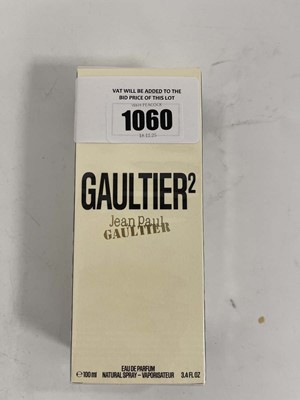 VAT WILL BE ADDED TO THE
BID PRICE OF THIS LOT
1060
GAULTIER²
Jean Paul
GAULTIER
e 100 ml
EAU DE PARFUM
NATURAL SPRAY - VAPORISATEUR
3.4 FL.OZ